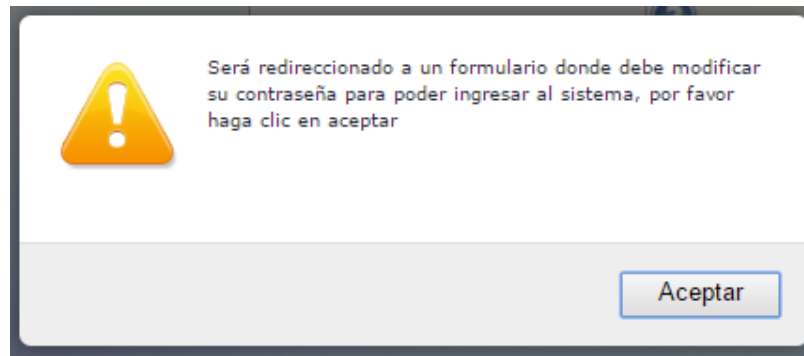 Será redireccionado a un formulario donde debe modificar
su contraseña para poder ingresar al sistema, por favor
haga clic en aceptar
Aceptar